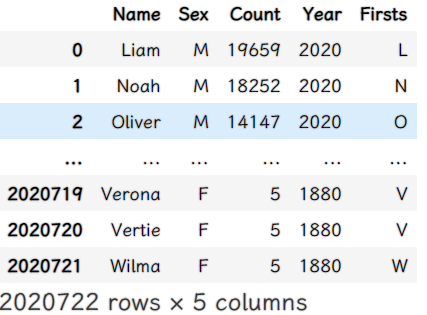 Name Sex Count Year Firsts
0 Liam M 19659 2020 L
1 Noah M 18252 2020 N
2 Oliver M 14147 2020 O
... ... ... ... ... ...
2020719 Verona F 5 1880 V
2020720 Vertie F 5 1880 V
2020721 Wilma F 5 1880 W
2020722 rows × 5 columns